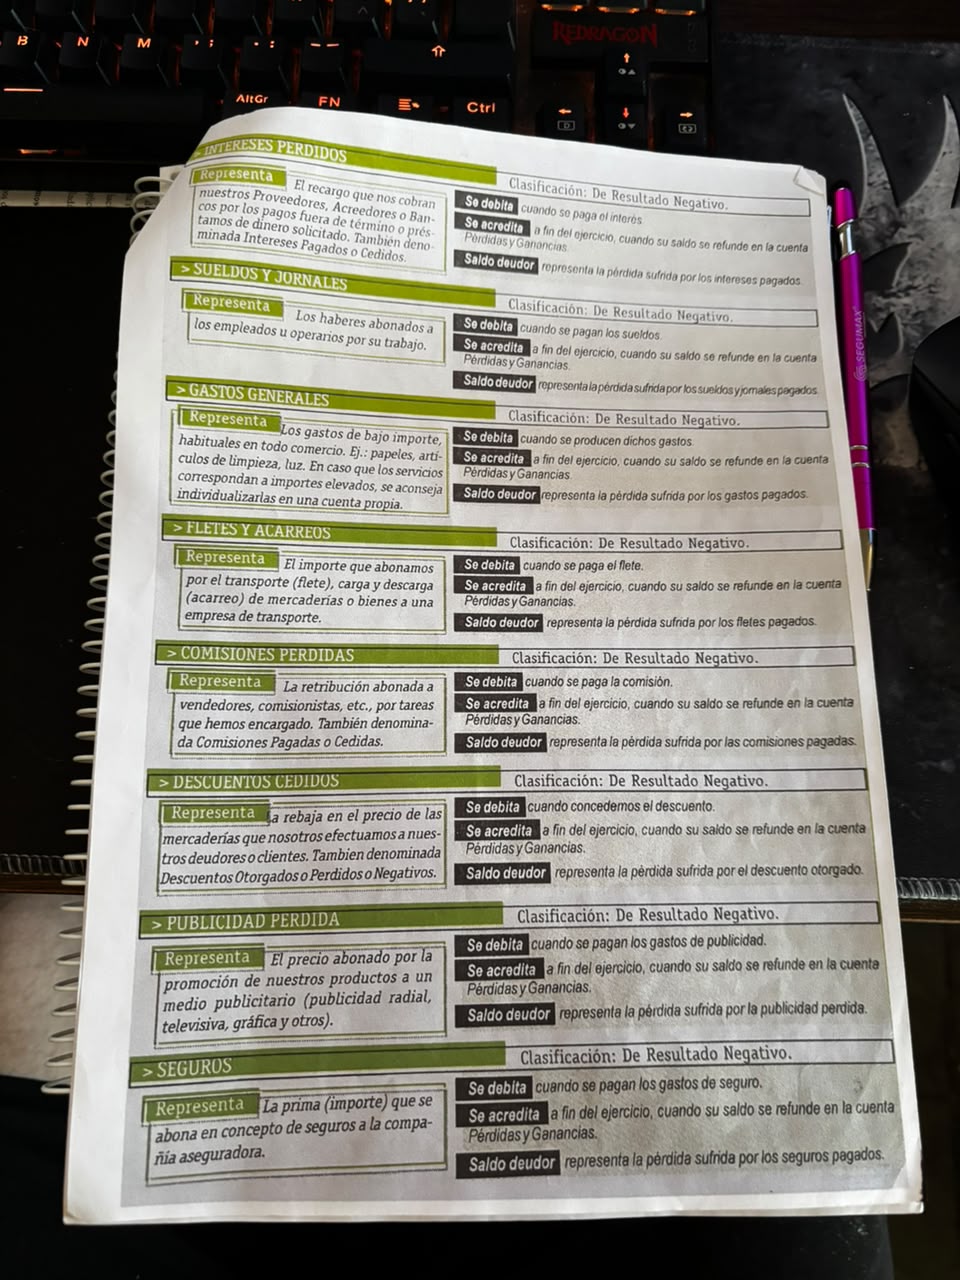 REDRAGON
B N M
AltGr FN Ctrl
D
> INTERESES PERDIDOS
Clasificación: De Resultado Negativo.
Representa El recargo que nos cobran
nuestros Proveedores, Acreedores o Ban-
cos por los pagos fuera de término o prés-
tamos de dinero solicitado. También deno-
minada Intereses Pagados o Cedidos.
Se debita cuando se paga el interés.
Se acredita a fin del ejercicio, cuando su saldo se refunde en la cuenta
Pérdidas y Ganancias.
Saldo deudor representa la pérdida sufrida por los intereses pagados.
> SUELDOS Y JORNALES
Clasificación: De Resultado Negativo.
Representa Los haberes abonados a
los empleados u operarios por su trabajo.
Se debita cuando se pagan los sueldos.
Se acredita a fin del ejercicio, cuando su saldo se refunde en la cuenta
Pérdidas y Ganancias.
Saldo deudor representa la pérdida sufrida por los sueldos y jornales pagados.
> GASTOS GENERALES
Clasificación: De Resultado Negativo.
Representa Los gastos de bajo importe,
habituales en todo comercio. Ej.: papeles, artí-
culos de limpieza, luz. En caso que los servicios
correspondan a importes elevados, se aconseja
individualizarlas en una cuenta propia.
Se debita cuando se producen dichos gastos.
Se acredita a fin del ejercicio, cuando su saldo se refunde en la cuenta
Pérdidas y Ganancias.
Saldo deudor representa la pérdida sufrida por los gastos pagados.
> FLETES Y ACARREOS
Clasificación: De Resultado Negativo.
Representa El importe que abonamos
por el transporte (flete), carga y descarga
(acarreo) de mercaderías o bienes a una
empresa de transporte.
Se debita cuando se paga el flete.
Se acredita a fin del ejercicio, cuando su saldo se refunde en la cuenta
Pérdidas y Ganancias.
Saldo deudor representa la pérdida sufrida por los fletes pagados.
> COMISIONES PERDIDAS
Clasificación: De Resultado Negativo.
Representa La retribución abonada a
vendedores, comisionistas, etc., por tareas
que hemos encargado. También denomina-
da Comisiones Pagadas o Cedidas.
Se debita cuando se paga la comisión.
Se acredita a fin del ejercicio, cuando su saldo se refunde en la cuenta
Pérdidas y Ganancias.
Saldo deudor representa la pérdida sufrida por las comisiones pagadas.
> DESCUENTOS CEDIDOS
Clasificación: De Resultado Negativo.
Representa La rebaja en el precio de las
mercaderías que nosotros efectuamos a nues-
tros deudores o clientes. Tambien denominada
Descuentos Otorgados o Perdidos o Negativos.
Se debita cuando concedemos el descuento.
Se acredita a fin del ejercicio, cuando su saldo se refunde en la cuenta
Pérdidas y Ganancias.
Saldo deudor representa la pérdida sufrida por el descuento otorgado.
> PUBLICIDAD PERDIDA
Clasificación: De Resultado Negativo.
Representa El precio abonado por la
promoción de nuestros productos a un
medio publicitario (publicidad radial,
televisiva, gráfica y otros).
Se debita cuando se pagan los gastos de publicidad.
Se acredita a fin del ejercicio, cuando su saldo se refunde en la cuenta
Pérdidas y Ganancias.
Saldo deudor representa la pérdida sufrida por la publicidad perdida.
> SEGUROS
Clasificación: De Resultado Negativo.
Representa La prima (importe) que se
abona en concepto de seguros a la compa-
ñía aseguradora.
Se debita cuando se pagan los gastos de seguro.
Se acredita a fin del ejercicio, cuando su saldo se refunde en la cuenta
Pérdidas y Ganancias.
Saldo deudor representa la pérdida sufrida por los seguros pagados.
SEGUMAX